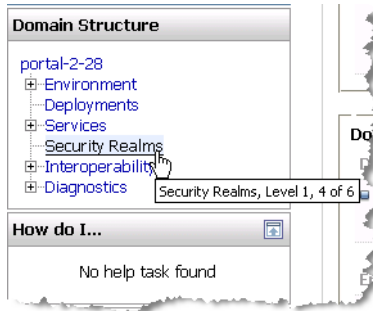 Domain Structure
portal-2-28
Environment
Deployments
Services
Security Realms
Interoperability
Diagnostics
Security Realms, Level 1, 4 of 6
How do I...
No help task found
Do